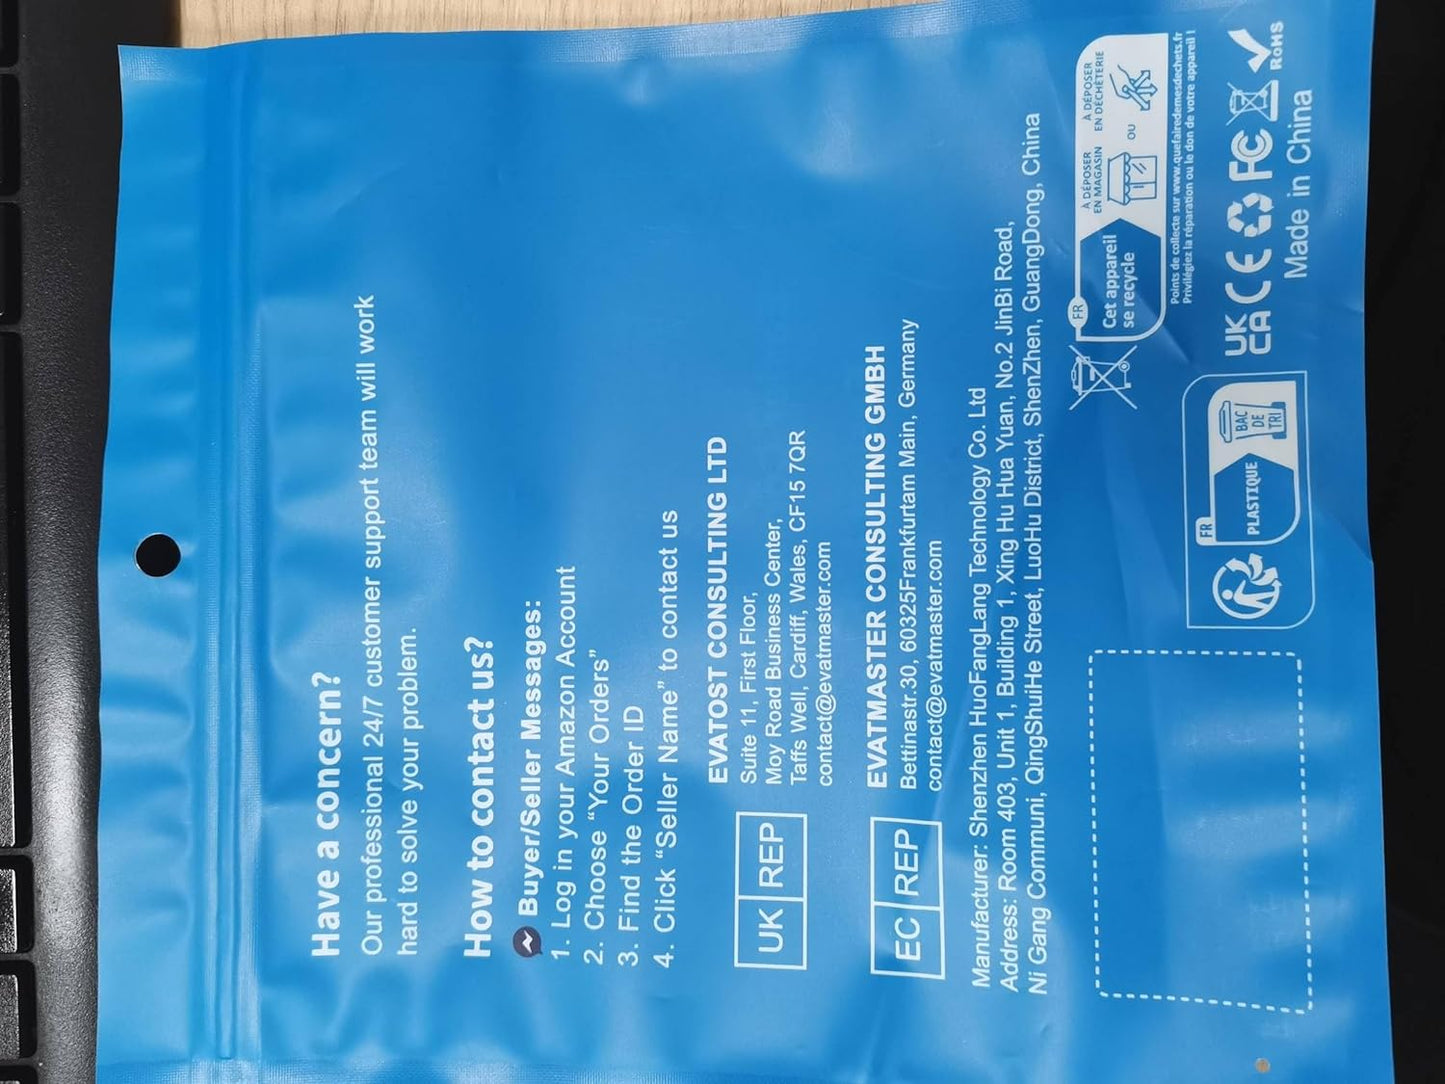 Have a concern?
Our professional 24/7 customer support team will work
hard to solve your problem.
How to contact us?
Buyer/Seller Messages:
1. Log in your Amazon Account
2. Choose “Your Orders”
3. Find the Order ID
4. Click “Seller Name” to contact us
UK REP
EVATOST CONSULTING LTD
Suite 11, First Floor,
Moy Road Business Center,
Taffs Well, Cardiff, Wales, CF15 7QR
contact@evatmaster.com
EC REP
EVATMASTER CONSULTING GMBH
Bettinastr.30, 60325Frankfurtam Main, Germany
contact@evatmaster.com
Manufacturer: Shenzhen HuoFangLang Technology Co. Ltd
Address: Room 403, Unit 1, Building 1, Xing Hu Hua Yuan, No.2 JinBi Road,
Ni Gang Communi, QingShuiHe Street, LuoHu District, ShenZhen, GuangDong, China
FR
Cet appareil
se recycle
À DÉPOSER
EN MAGASIN
OU
À DÉPOSER
EN DÉCHÈTERIE
Points de collecte sur www.quefairedemesdechets.fr
Privilégiez la réparation ou le don de votre appareil !
FR
PLASTIQUE
BAC
DE
TRI
UK
CA
CE
FC
RoHS
Made in China